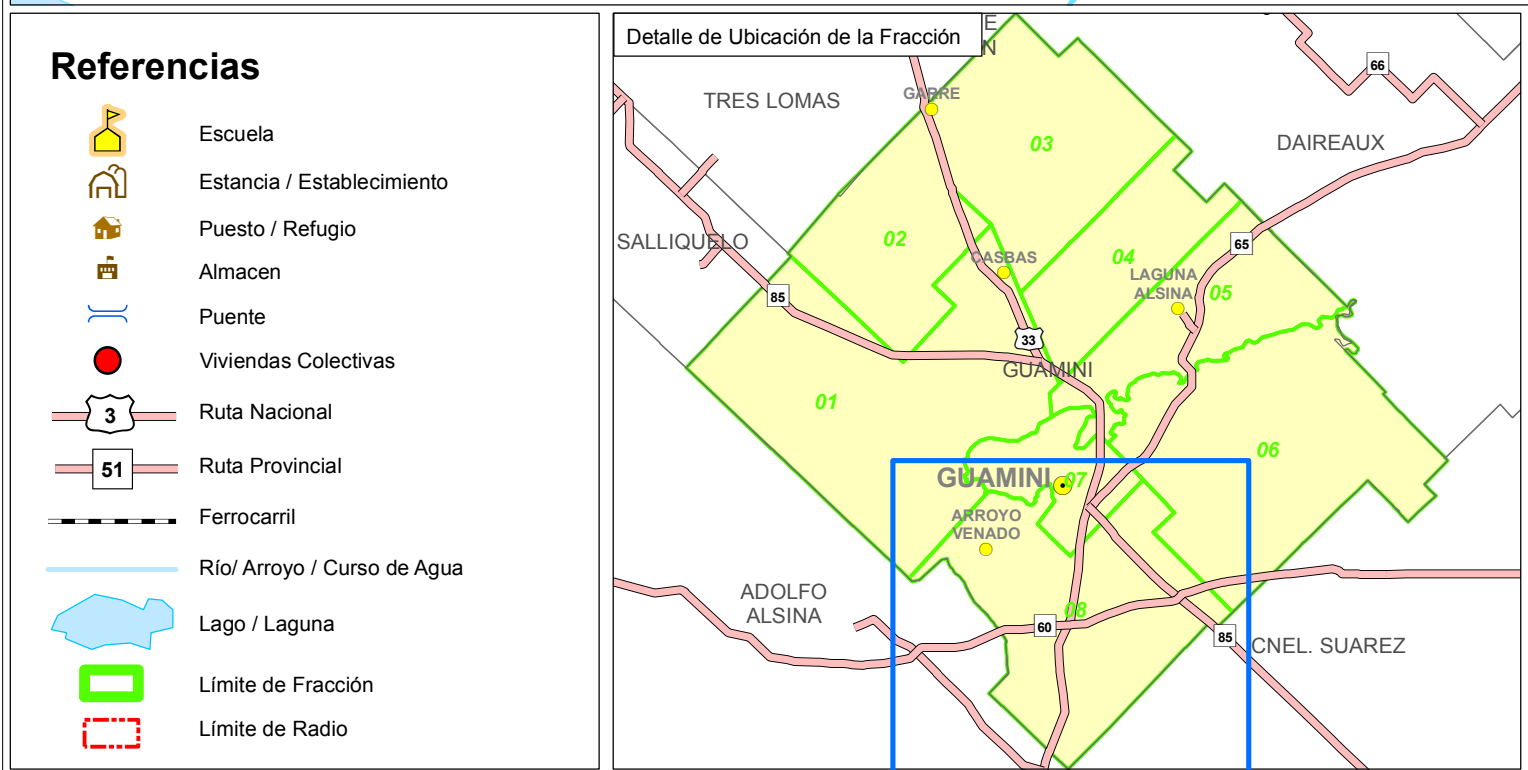 Referencias
Escuela
Estancia / Establecimiento
Puesto / Refugio
Almacen
Puente
Viviendas Colectivas
3
Ruta Nacional
51
Ruta Provincial
Ferrocarril
Río/ Arroyo / Curso de Agua
Lago / Laguna
Límite de Fracción
Límite de Radio
Detalle de Ubicación de la Fracción
E
N
66
TRES LOMAS
GARRE
03
DAIREAUX
SALLIQUELO
02
65
CASBAS
04
LAGUNA
ALSINA
05
85
33
GUAMINI
01
06
GUAMINI
07
ARROYO
VENADO
ADOLFO
ALSINA
08
60
85
CNEL. SUAREZ